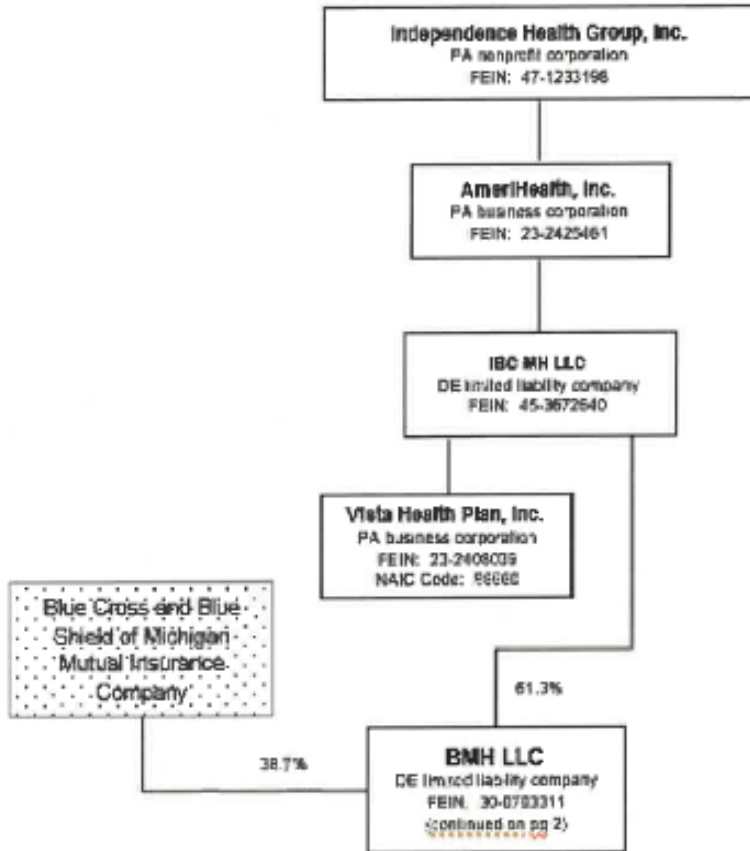 Independence Health Group, Inc.
PA nonprofit corporation
FEIN: 47-1233198
AmeriHealth, Inc.
PA business corporation
FEIN: 23-2425461
IBC MH LLC
DE limited liability company
FEIN: 45-3672640
Vista Health Plan, Inc.
PA business corporation
FEIN: 23-2408039
NAIC Code:
Blue Cross and Blue
Shield of Michigan
Mutual Insurance
Company
61.3%
38.7%
BMH LLC
DE limited liability company
FEIN. 30-0703311
(continued on pg 2)